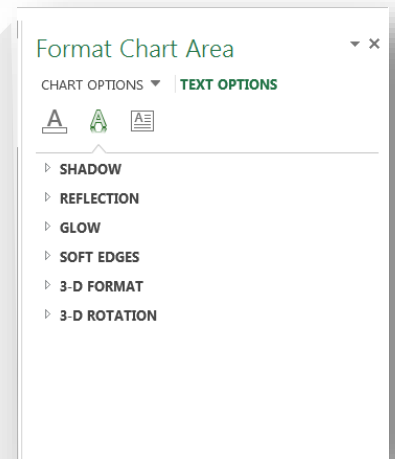 Format Chart Area
CHART OPTIONS TEXT OPTIONS
SHADOW
REFLECTION
GLOW
SOFT EDGES
3-D FORMAT
3-D ROTATION